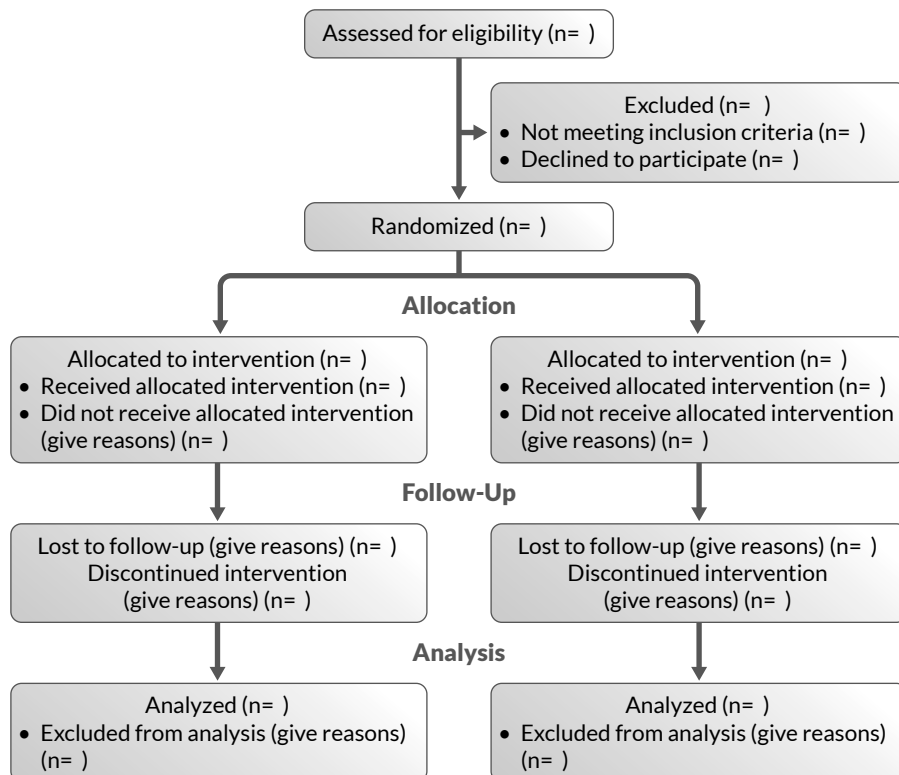 Assessed for eligibility (n= )
Excluded (n= )
• Not meeting inclusion criteria (n= )
• Declined to participate (n= )
Randomized (n= )
Allocation
Allocated to intervention (n= )
• Received allocated intervention (n= )
• Did not receive allocated intervention
(give reasons) (n= )
Allocated to intervention (n= )
• Received allocated intervention (n= )
• Did not receive allocated intervention
(give reasons) (n= )
Follow-Up
Lost to follow-up (give reasons) (n= )
Discontinued intervention
(give reasons) (n= )
Lost to follow-up (give reasons) (n= )
Discontinued intervention
(give reasons) (n= )
Analysis
Analyzed (n= )
• Excluded from analysis (give reasons)
(n= )
Analyzed (n= )
• Excluded from analysis (give reasons)
(n= )